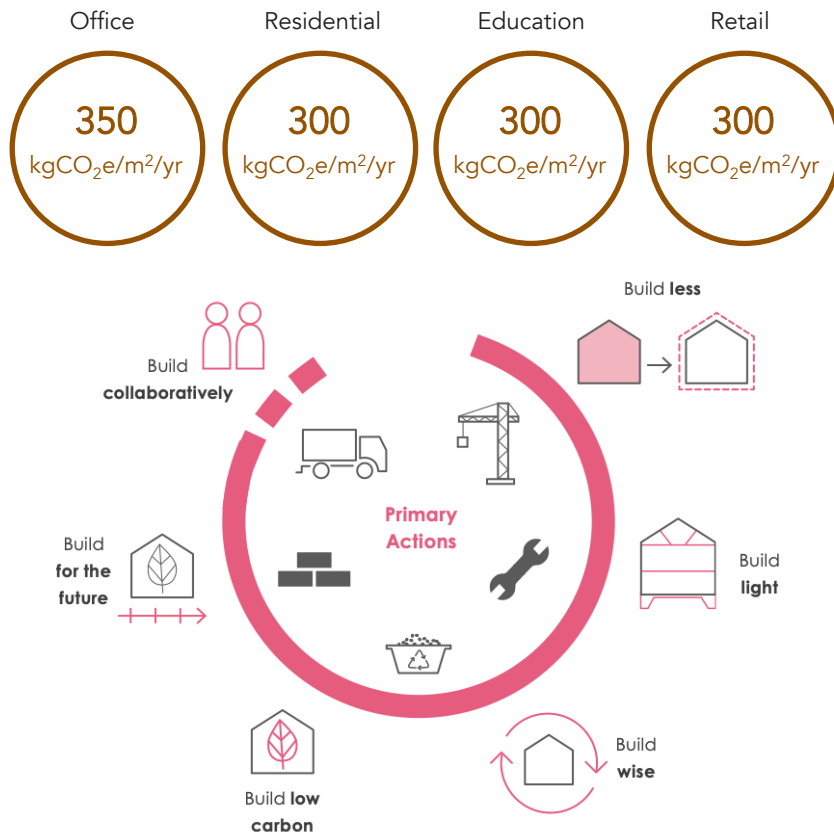 Office
Residential
Education
Retail
350
kgCO₂e/m²/yr
300
kgCO₂e/m²/yr
300
kgCO₂e/m²/yr
300
kgCO₂e/m²/yr
Build less
Build
collaboratively
Primary
Actions
Build
for the
future
Build
light
Build low
carbon
Build
wise